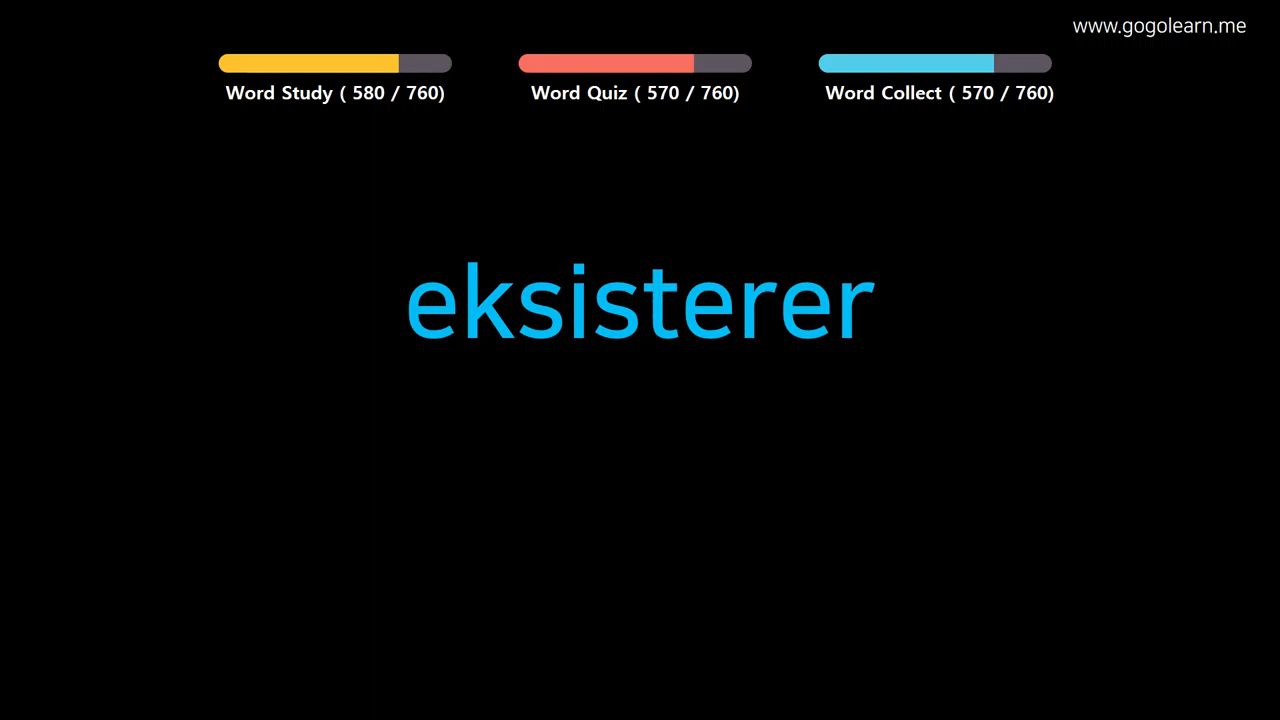 www.gogolearn.me
Word Study ( 580 / 760)
Word Quiz ( 570 / 760)
Word Collect ( 570 / 760)
eksisterer